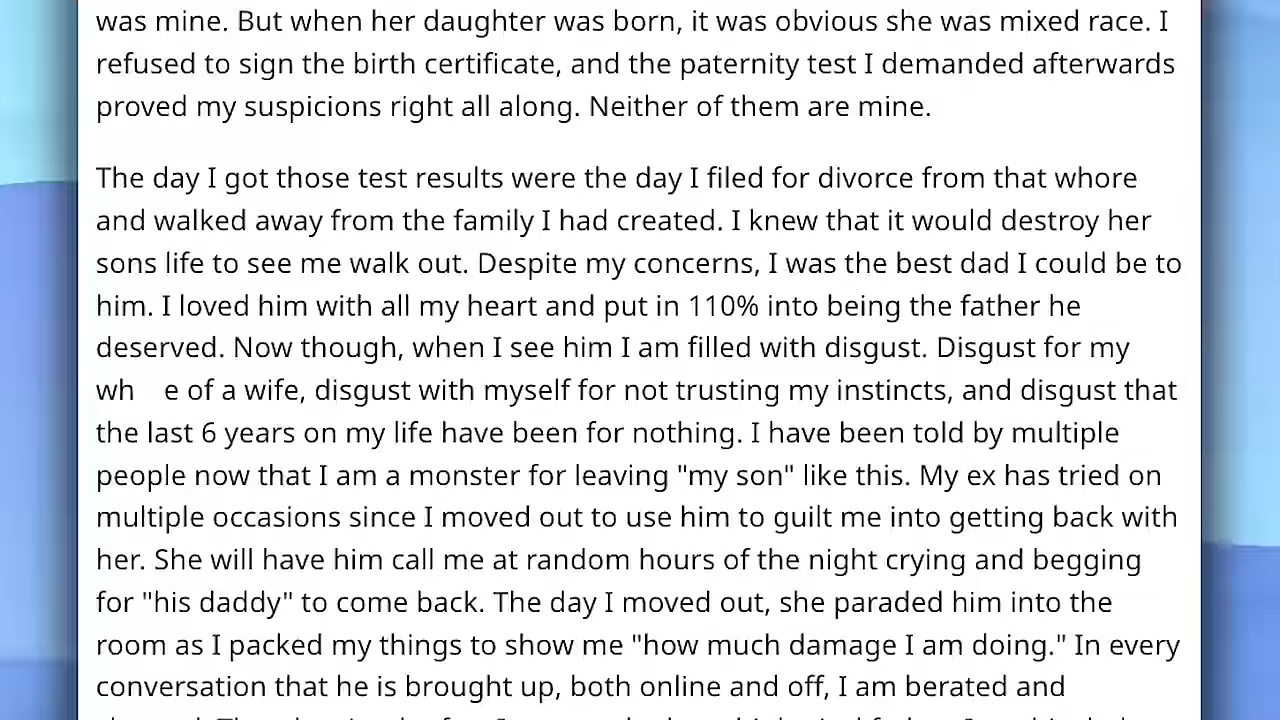 was mine. But when her daughter was born, it was obvious she was mixed race. I
refused to sign the birth certificate, and the paternity test I demanded afterwards
proved my suspicions right all along. Neither of them are mine.
The day I got those test results were the day I filed for divorce from that whore
and walked away from the family I had created. I knew that it would destroy her
sons life to see me walk out. Despite my concerns, I was the best dad I could be to
him. I loved him with all my heart and put in 110% into being the father he
deserved. Now though, when I see him I am filled with disgust. Disgust for my
wh e of a wife, disgust with myself for not trusting my instincts, and disgust that
the last 6 years on my life have been for nothing. I have been told by multiple
people now that I am a monster for leaving "my son" like this. My ex has tried on
multiple occasions since I moved out to use him to guilt me into getting back with
her. She will have him call me at random hours of the night crying and begging
for "his daddy" to come back. The day I moved out, she paraded him into the
room as I packed my things to show me "how much damage I am doing." In every
conversation that he is brought up, both online and off, I am berated and